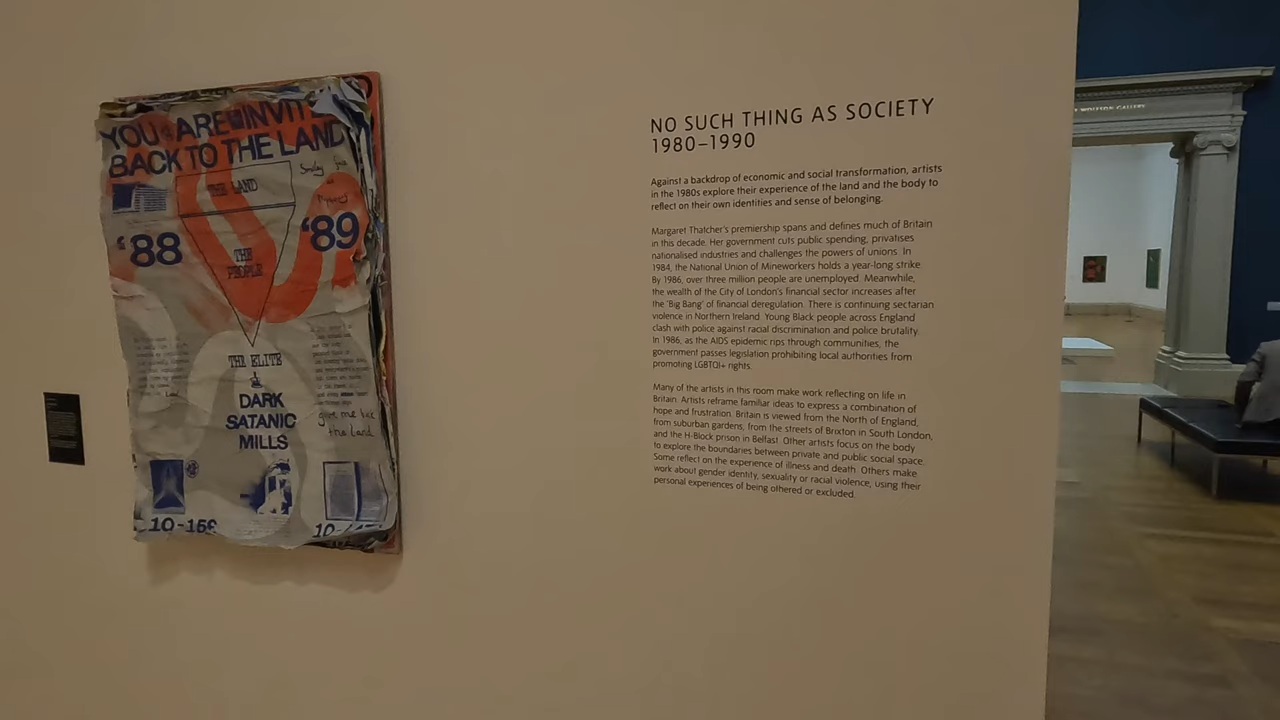 YOU ARE INVITE
BACK TO THE LAND
THE LAND
Smiley
'88
'89
THE
PEOPLE
THE ELITE
DARK
SATANIC
MILLS
give me
the land
10-169
NO SUCH THING AS SOCIETY
1980–1990
Against a backdrop of economic and social transformation, artists
in the 1980s explore their experience of the land and the body to
reflect on their own identities and sense of belonging.
Margaret Thatcher's premiership spans and defines much of Britain
in this decade. Her government cuts public spending, privatises
nationalised industries and challenges the powers of unions. In
1984, the National Union of Mineworkers holds a year-long strike.
By 1986, over three million people are unemployed. Meanwhile,
the wealth of the City of London's financial sector increases after
the 'Big Bang' of financial deregulation. There is continuing sectarian
violence in Northern Ireland. Young Black people across England
clash with police against racial discrimination and police brutality.
In 1986, as the AIDS epidemic rips through communities, the
government passes legislation prohibiting local authorities from
promoting LGBTQI+ rights.
Many of the artists in this room make work reflecting on life in
Britain. Artists reframe familiar ideas to express a combination of
hope and frustration. Britain is viewed from the North of England,
from suburban gardens, from the streets of Brixton in South London,
and the H-Block prison in Belfast. Other artists focus on the body
to explore the boundaries between private and public social space.
Some reflect on the experience of illness and death. Others make
work about gender identity, sexuality or racial violence, using their
personal experiences of being othered or excluded.
WOLFSON GALLERY